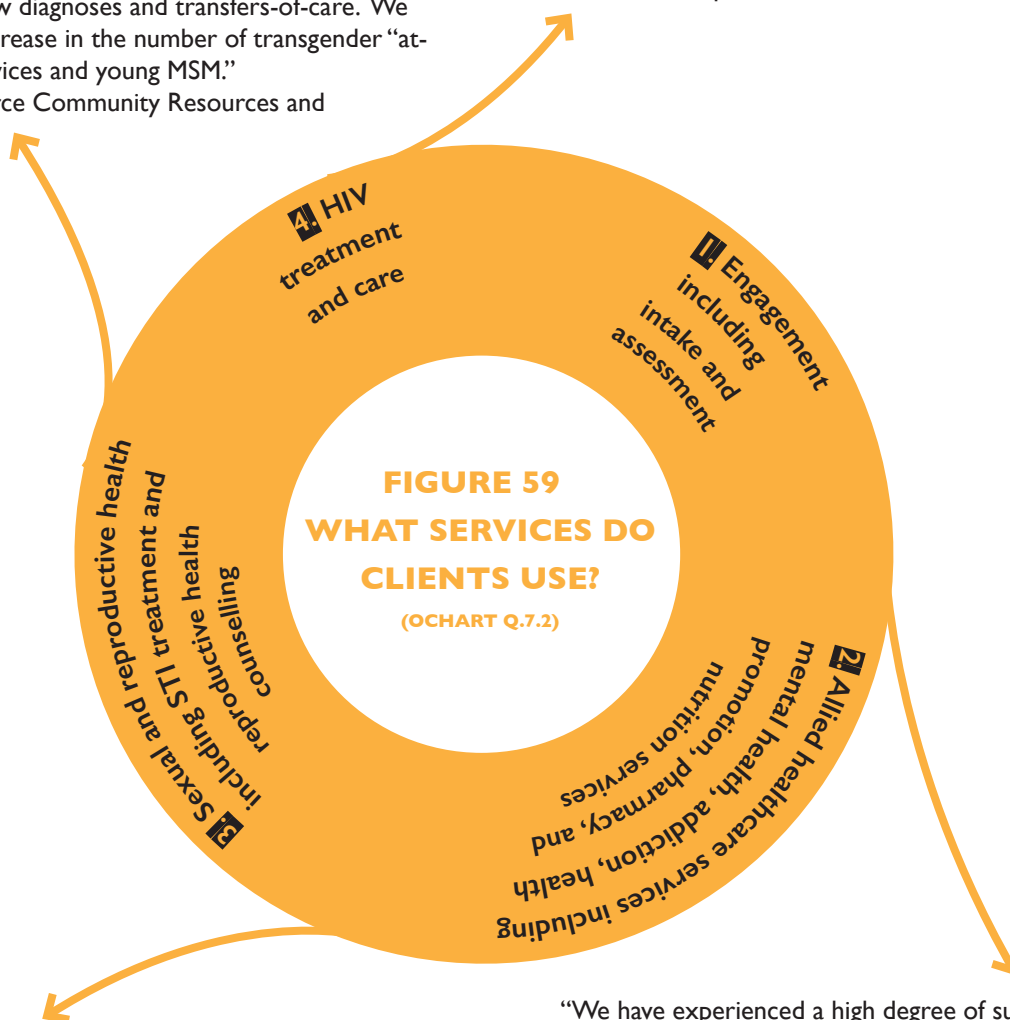 w diagnoses and transfers-of-care. We
rease in the number of transgender “at-
vices and young MSM.”
rce Community Resources and
4. HIV
treatment
and care
1. Engagement
including
intake and
assessment
FIGURE 59
WHAT SERVICES DO
CLIENTS USE?
(OCHART Q.7.2)
2. Allied healthcare services including
mental health, addiction, health
promotion, pharmacy, and
nutrition services
3. Sexual and reproductive health
including STI treatment and
reproductive health
counselling
“We have experienced a high degree of su